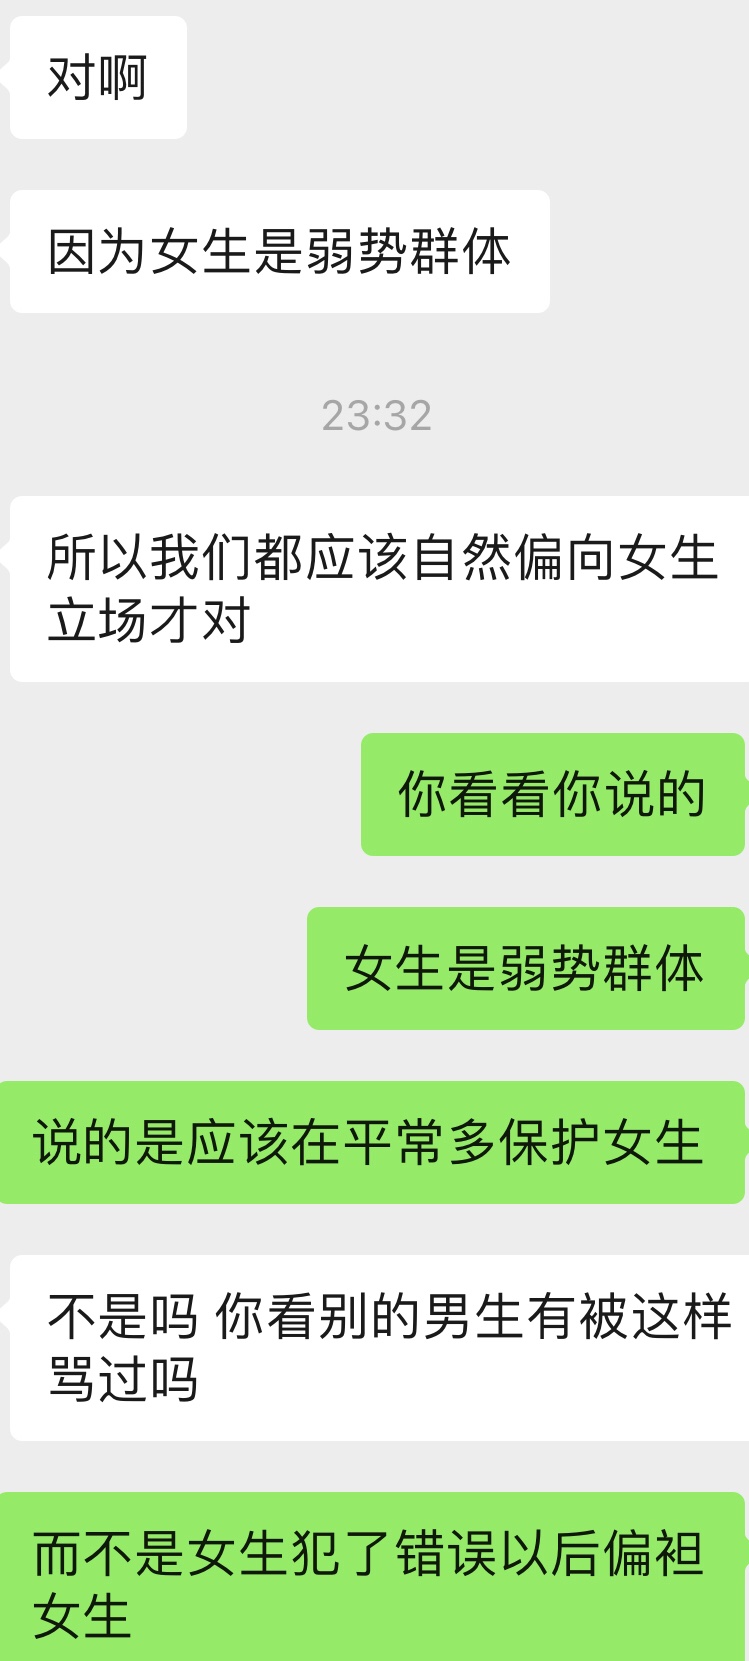 对啊
因为女生是弱势群体
23:32
所以我们都应该自然偏向女生
立场才对
你看看你说的
女生是弱势群体
说的是应该在平常多保护女生
不是吗 你看别的男生有被这样
骂过吗
而不是女生犯了错误以后偏袒
女生